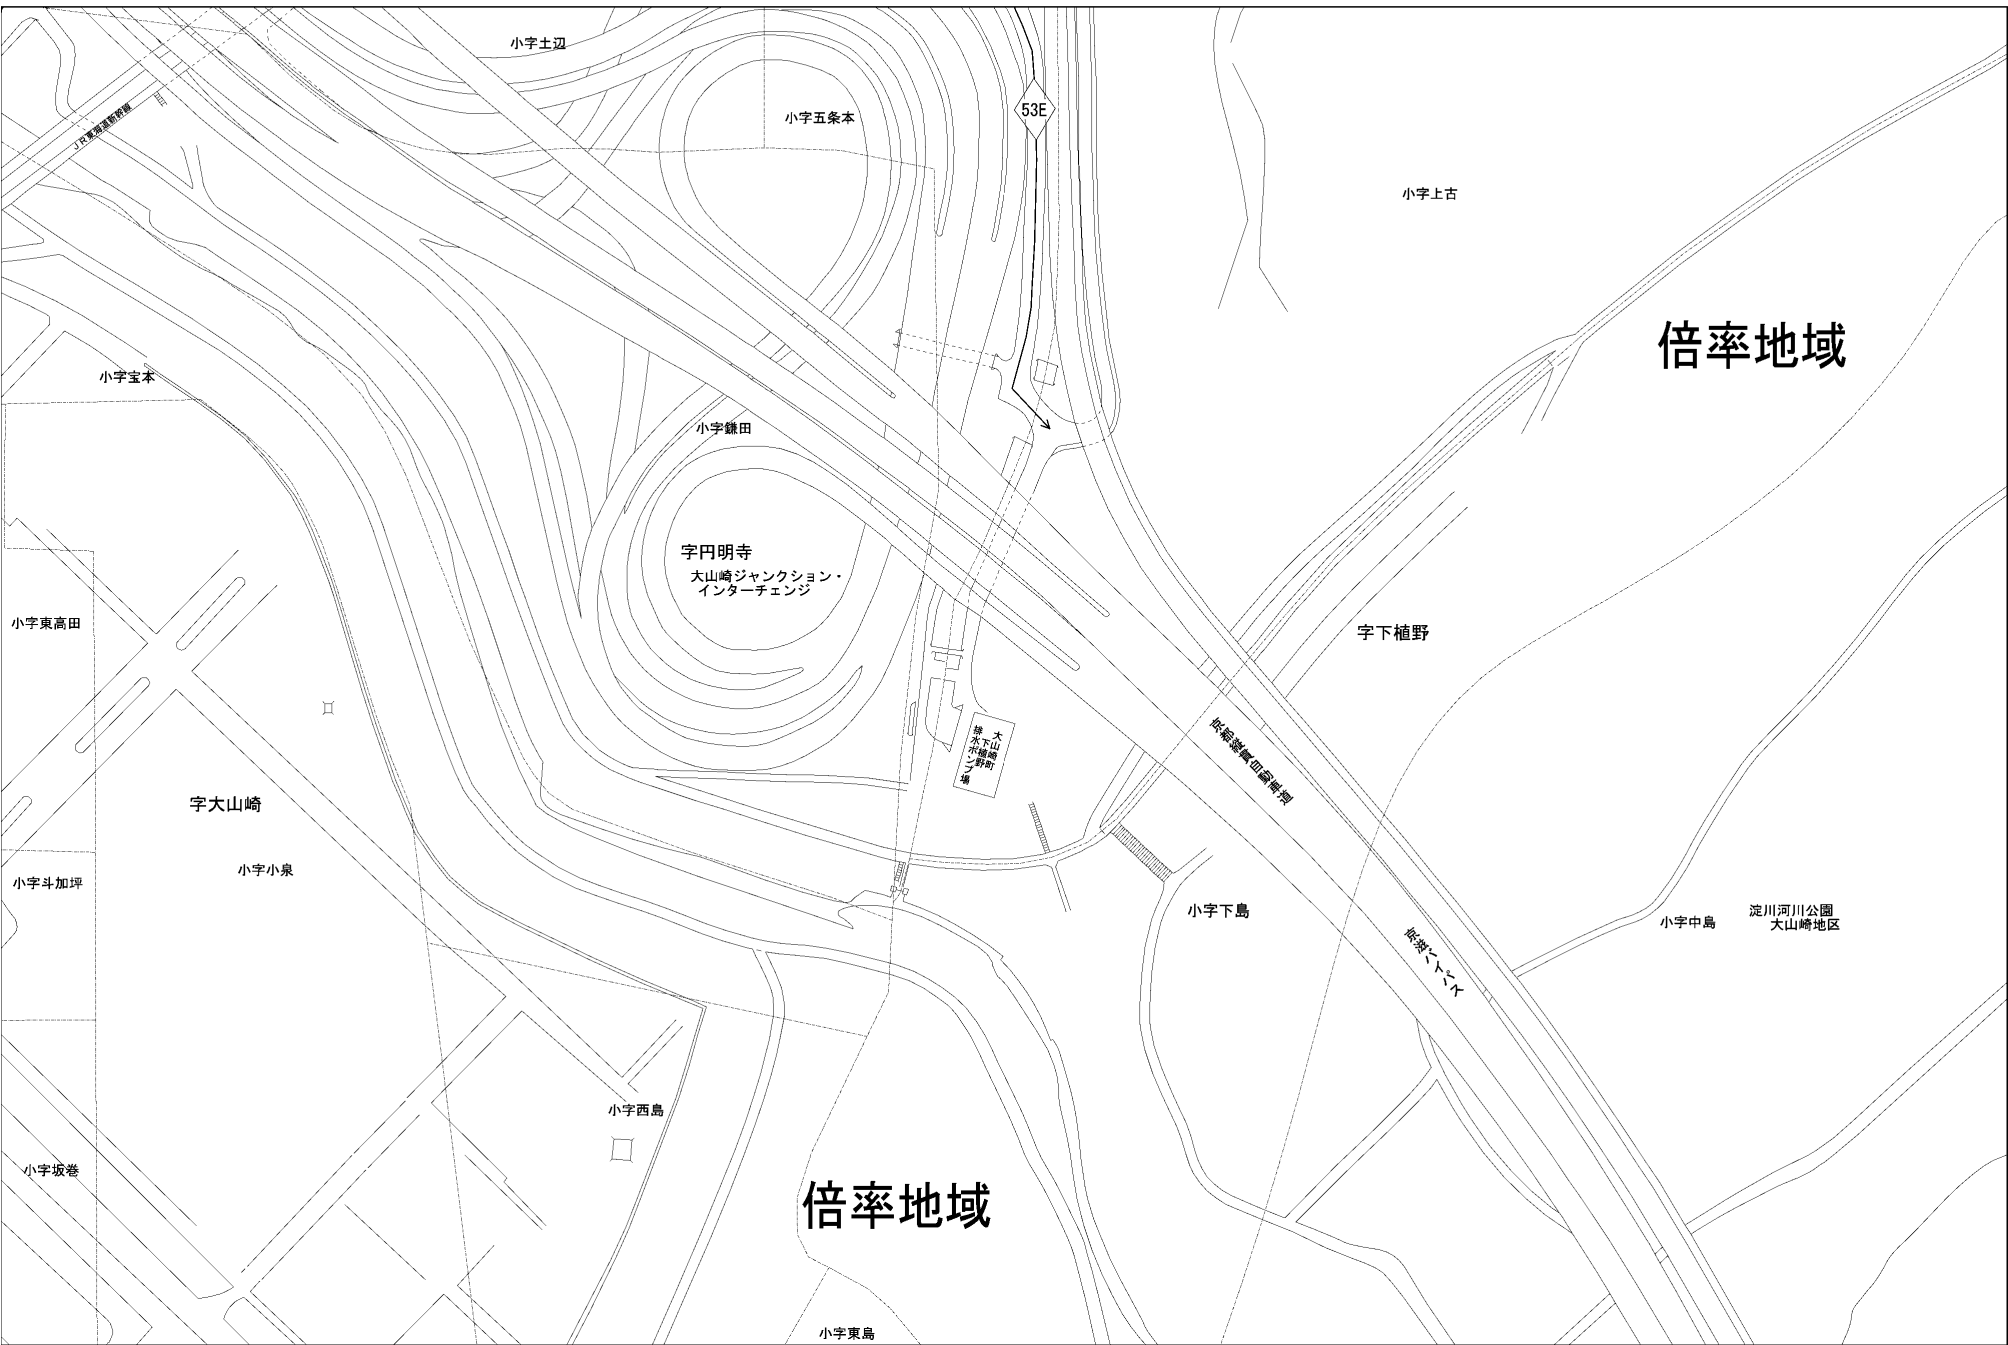 小字土辺
53E
小字五条本
JR東海道新幹線
小字上古
倍率地域
小字宝本
小字鎌田
字円明寺
大山崎ジャンクション・
インターチェンジ
小字東高田
字下植野
大山崎町
下植野
排水ポンプ場
京都縦貫自動車道
字大山崎
小字小泉
小字斗加坪
小字下島
小字中島
淀川河川公園
大山崎地区
京滋バイパス
小字西島
小字坂巻
倍率地域
小字東島